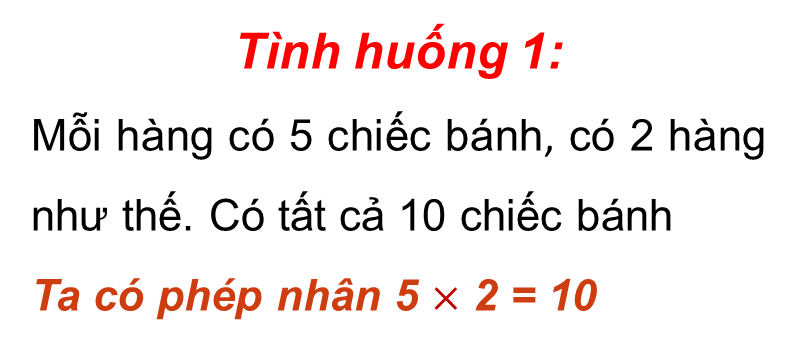 Tình huống 1:
Mỗi hàng có 5 chiếc bánh, có 2 hàng
như thế. Có tất cả 10 chiếc bánh
Ta có phép nhân 5 × 2 = 10